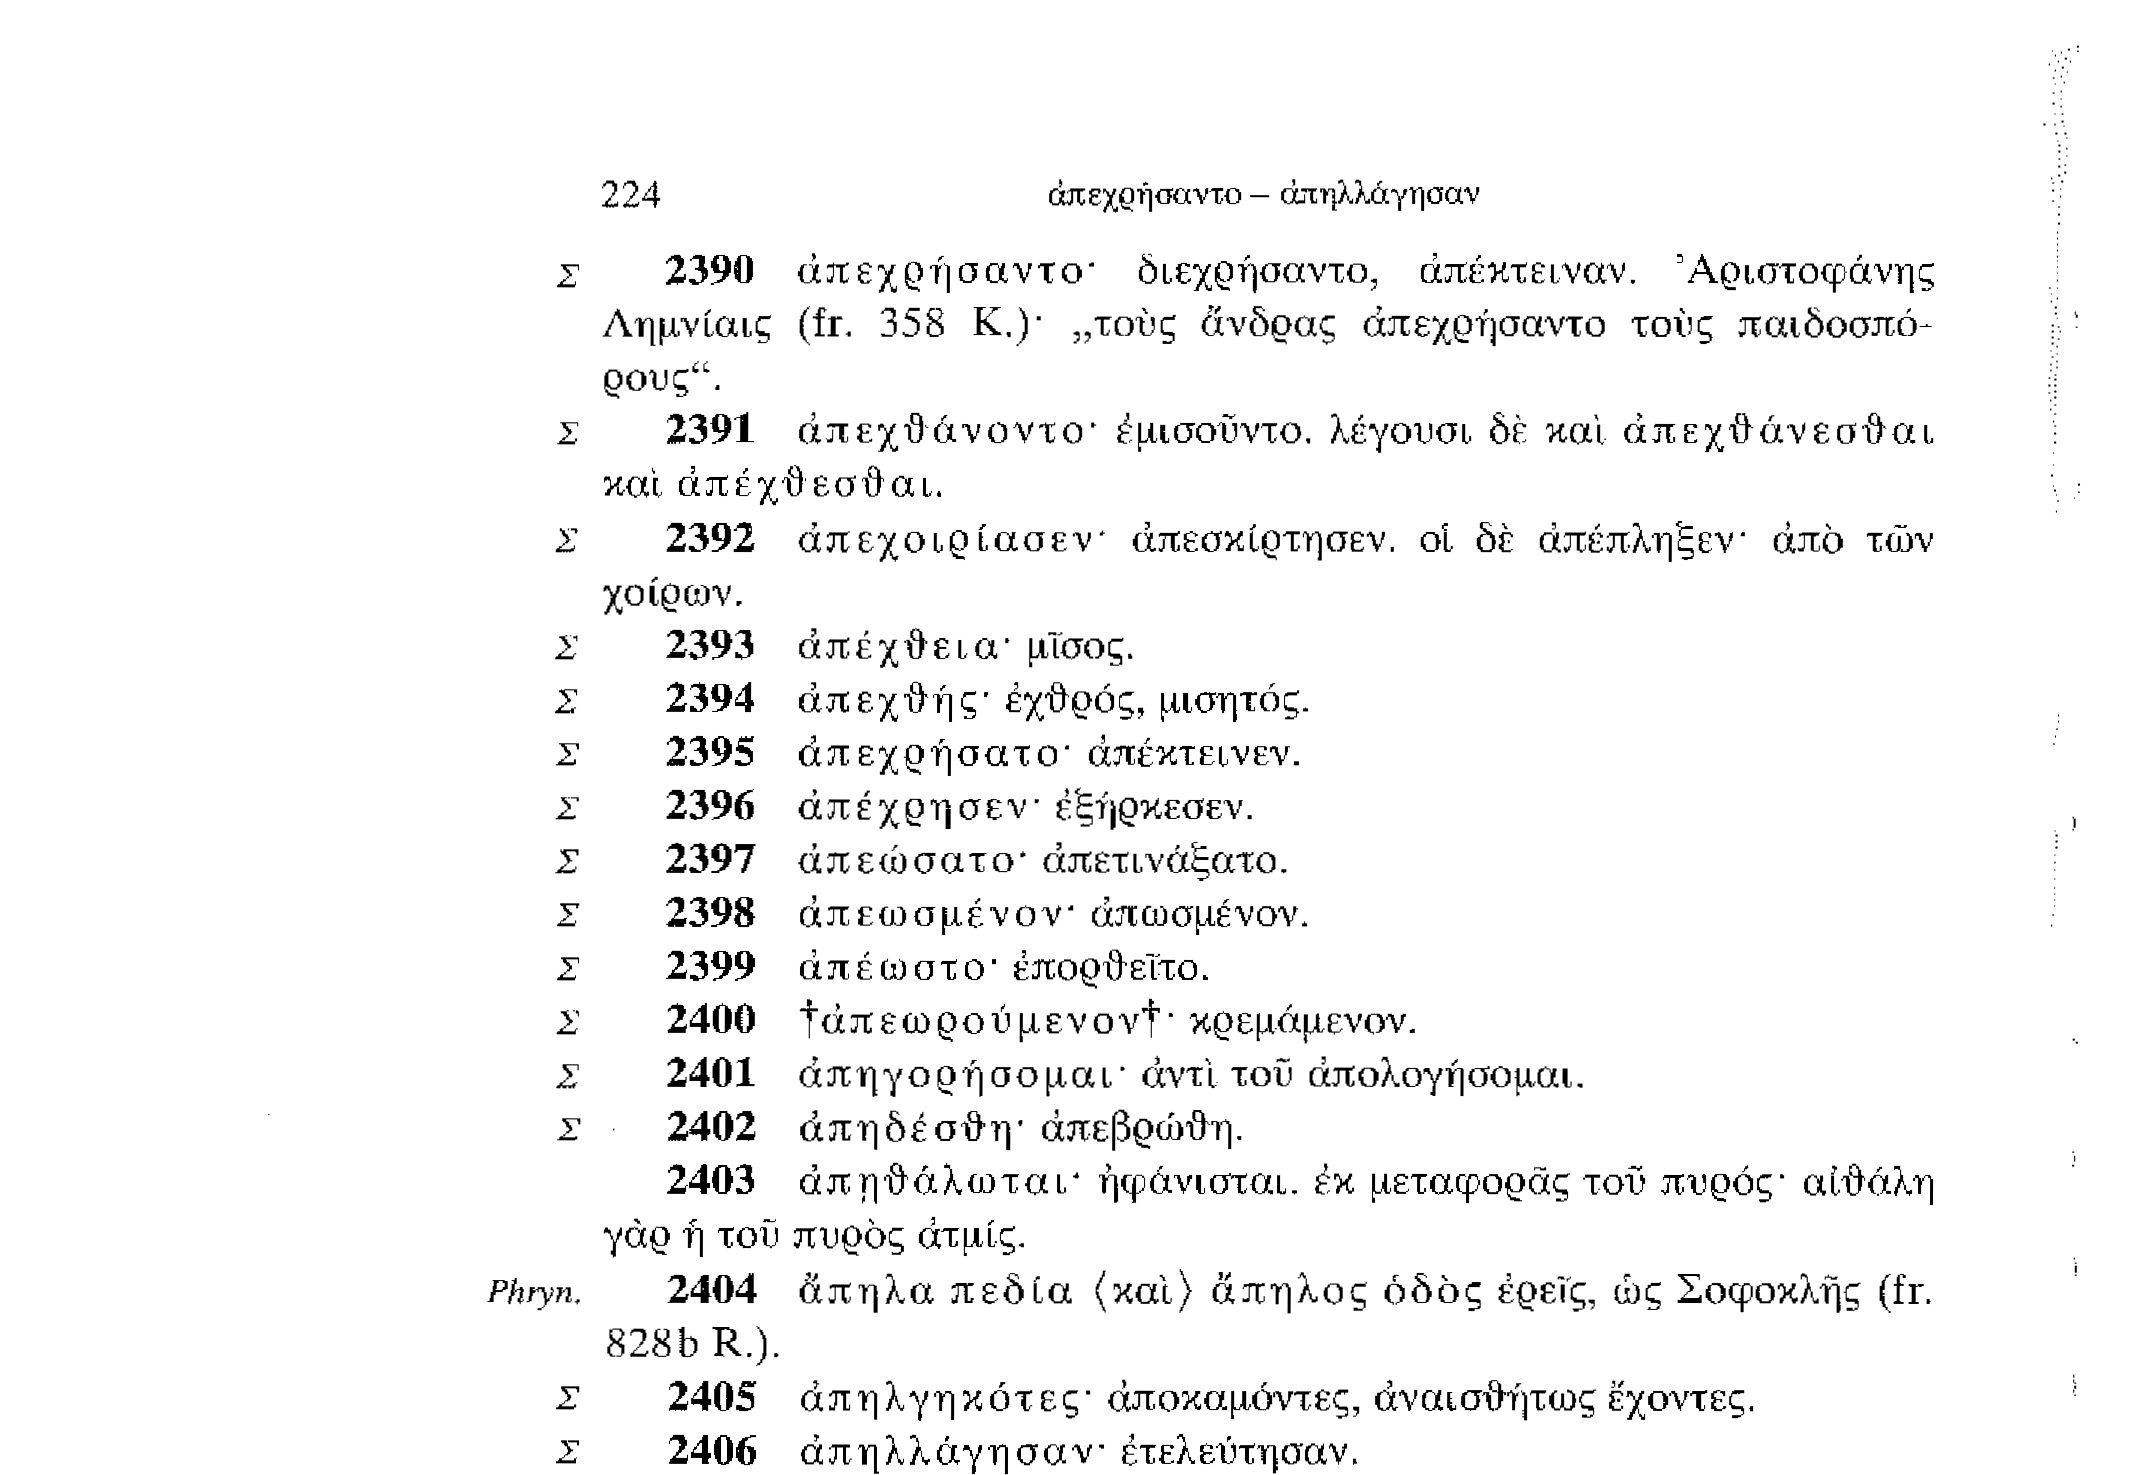 224 ἀπεχρήσαντο – ἀπηλλάγησαν
Σ 2390 ἀπεχρήσαντο· διεχρήσαντο, ἀπέκτειναν. Ἀριστοφάνης
Λημνίαις (fr. 358 K.)· „τοὺς ἄνδρας ἀπεχρήσαντο τοὺς παιδοσπό-
ρους“.
Σ 2391 ἀπεχθάνοντο· ἐμισοῦντο. λέγουσι δὲ καὶ ἀπεχθάνεσθαι
καὶ ἀπέχθεσθαι.
Σ 2392 ἀπεχοιρίασεν· ἀπεσκίρτησεν. οἱ δὲ ἀπέπληξεν· ἀπὸ τῶν
χοίρων.
Σ 2393 ἀπέχθεια· μῖσος.
Σ 2394 ἀπεχθής· ἐχθρός, μισητός.
Σ 2395 ἀπεχρήσατο· ἀπέκτεινεν.
Σ 2396 ἀπέχρησεν· ἐξήρκεσεν.
Σ 2397 ἀπεώσατο· ἀπετινάξατο.
Σ 2398 ἀπεωσμένον· ἀπωσμένον.
Σ 2399 ἀπέωστο· ἐπορθεῖτο.
Σ 2400 †ἀπεωρούμενον†· κρεμάμενον.
Σ 2401 ἀπηγορήσομαι· ἀντὶ τοῦ ἀπολογήσομαι.
Σ 2402 ἀπηδέσθη· ἀπεβρώθη.
2403 ἀπῃθάλωται· ἠφάνισται. ἐκ μεταφορᾶς τοῦ πυρός· αἰθάλη
γὰρ ἡ τοῦ πυρὸς ἀτμίς.
Phryn. 2404 ἄπηλα πεδία ⟨καὶ⟩ ἄπηλος ὁδὸς ἐρεῖς, ὡς Σοφοκλῆς (fr.
828b R.).
Σ 2405 ἀπηλγηκότες· ἀποκαμόντες, ἀναισθήτως ἔχοντες.
Σ 2406 ἀπηλλάγησαν· ἐτελεύτησαν.